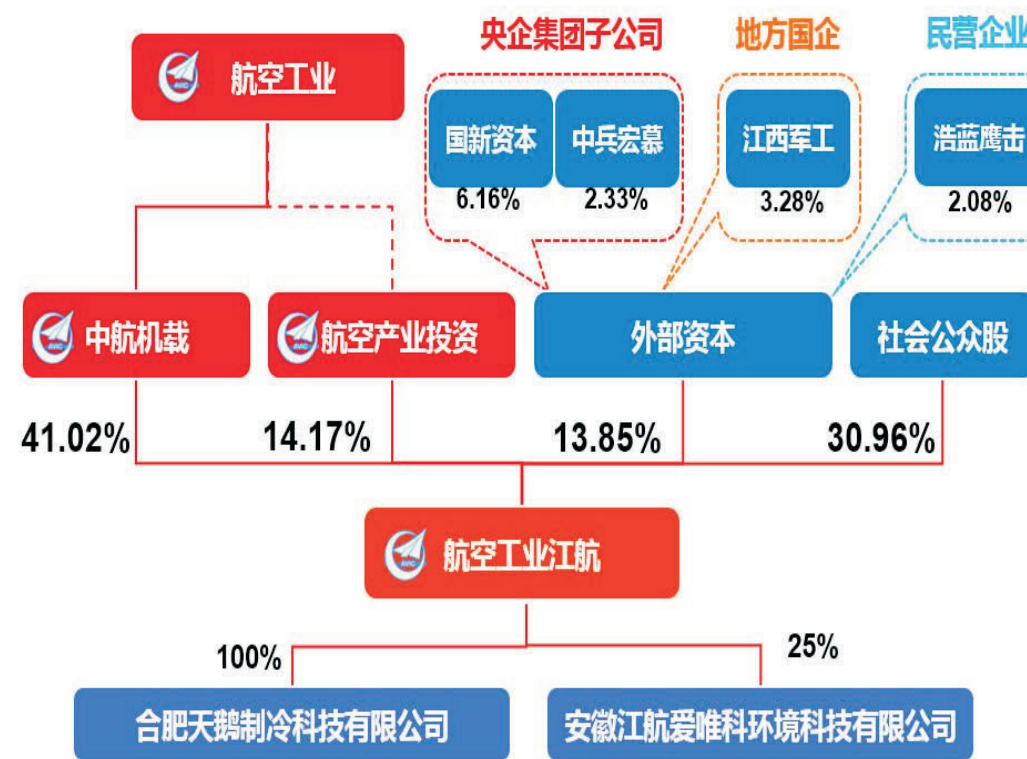 央企集团子公司
地方国企
民营企业
航空工业
国新资本
中兵宏慕
江西军工
浩蓝鹰击
6.16%
2.33%
3.28%
2.08%
中航机载
航空产业投资
外部资本
社会公众股
41.02%
14.17%
13.85%
30.96%
航空工业江航
100%
25%
合肥天鹅制冷科技有限公司
安徽江航爱唯科环境科技有限公司